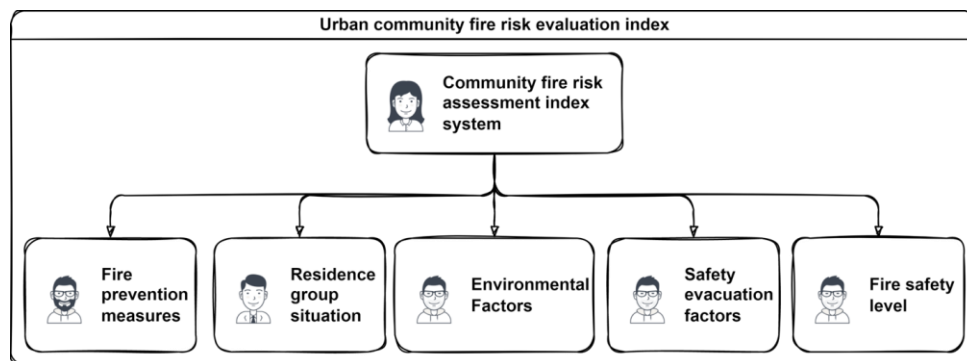 Urban community fire risk evaluation index
Community fire risk
assessment index
system
Fire
prevention
measures
Residence
group
situation
Environmental
Factors
Safety
evacuation
factors
Fire safety
level